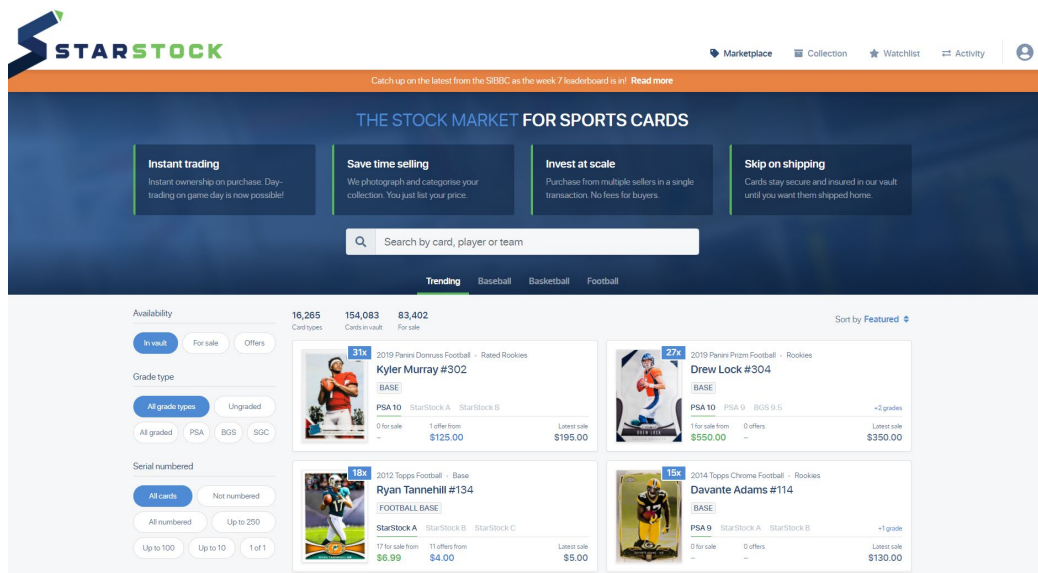 STARSTOCK
Marketplace
Collection
Watchlist
Activity
Catch up on the latest from the SIBBC as the week 7 leaderboard is in! Read more
THE STOCK MARKET FOR SPORTS CARDS
Instant trading
Instant ownership on purchase. Day-
trading on game day is now possible!
Save time selling
We photograph and categorise your
collection. You just list your price.
Invest at scale
Purchase from multiple sellers in a single
transaction. No fees for buyers.
Skip on shipping
Cards stay secure and insured in our vault
until you want them shipped home.
Search by card, player or team
Trending Baseball Basketball Football
Availability
In vault For sale Offers
Grade type
All grade types Ungraded
All graded PSA BGS SGC
Serial numbered
All cards Not numbered
All numbered Up to 250
Up to 100 Up to 10 1 of 1
16,265 154,083 83,402
Card types Cards in vault For sale
Sort by Featured
31x
2019 Panini Donruss Football - Rated Rookies
Kyler Murray #302
BASE
PSA 10 StarStock A StarStock B
0 for sale 1 offer from Latest sale
– $125.00 $195.00
27x
DREW LOCK
2019 Panini Prizm Football - Rookies
Drew Lock #304
BASE
PSA 10 PSA 9 BGS 9.5 +2 grades
1 for sale from 0 offers Latest sale
$550.00 – $350.00
18x
2012 Topps Football - Base
Ryan Tannehill #134
FOOTBALL BASE
StarStock A StarStock B StarStock C
17 for sale from 11 offers from Latest sale
$6.99 $4.00 $5.00
15x
2014 Topps Chrome Football - Rookies
Davante Adams #114
BASE
PSA 9 StarStock A StarStock B +1 grade
0 for sale 0 offers Latest sale
– – $130.00